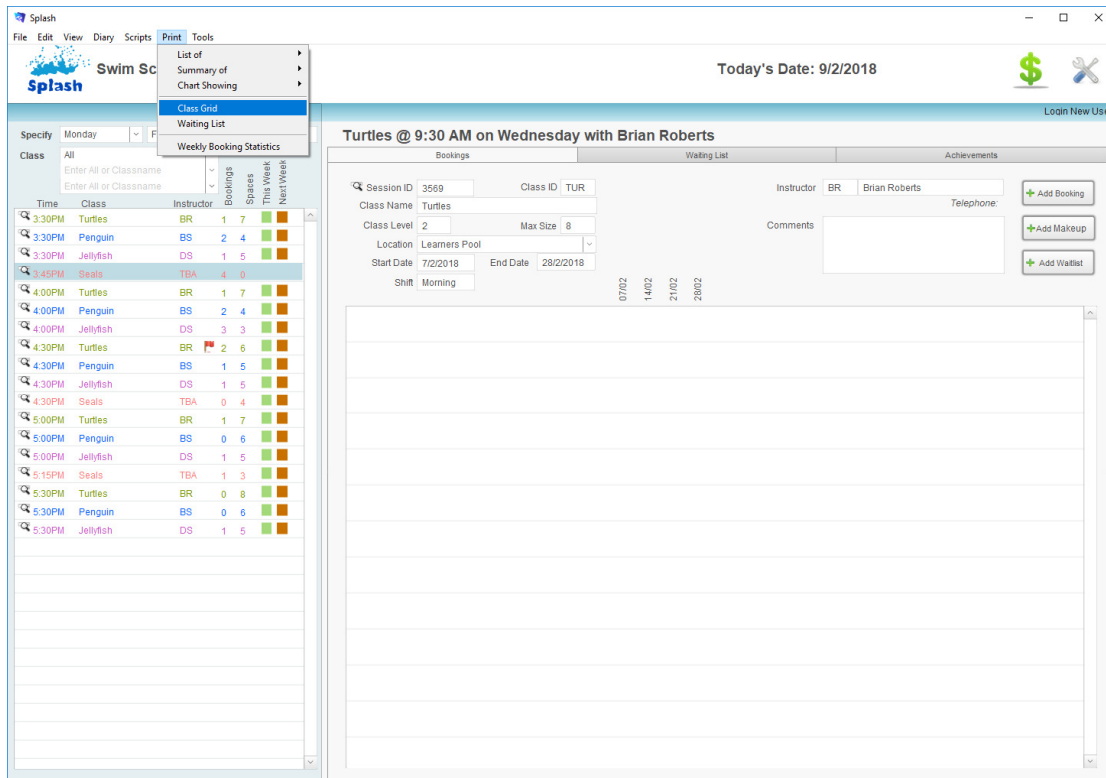 Splash
File Edit View Diary Scripts Print Tools
List of
Summary of
Chart Showing
Class Grid
Waiting List
Weekly Booking Statistics
Splash
Swim Sc
Today's Date: 9/2/2018
Login New Use
Specify Monday F
Class All
Enter All or Classname
Enter All or Classname
Time Class Instructor Bookings Spaces This Week Next Week
3:30PM Turtles BR 1 7
3:30PM Penguin BS 2 4
3:30PM Jellyfish DS 1 5
3:45PM Seals TBA 4 0
4:00PM Turtles BR 1 7
4:00PM Penguin BS 2 4
4:00PM Jellyfish DS 3 3
4:30PM Turtles BR 2 6
4:30PM Penguin BS 1 5
4:30PM Jellyfish DS 1 5
4:30PM Seals TBA 0 4
5:00PM Turtles BR 1 7
5:00PM Penguin BS 0 6
5:00PM Jellyfish DS 1 5
5:15PM Seals TBA 1 3
5:30PM Turtles BR 0 8
5:30PM Penguin BS 0 6
5:30PM Jellyfish DS 1 5
Turtles @ 9:30 AM on Wednesday with Brian Roberts
Bookings Waiting List Achievements
Session ID 3569 Class ID TUR Instructor BR Brian Roberts
Class Name Turtles Telephone:
Class Level 2 Max Size 8 Comments
Location Learners Pool
Start Date 7/2/2018 End Date 28/2/2018
Shift Morning
07/02 14/02 21/02 28/02
Add Booking
Add Makeup
Add Waitlist